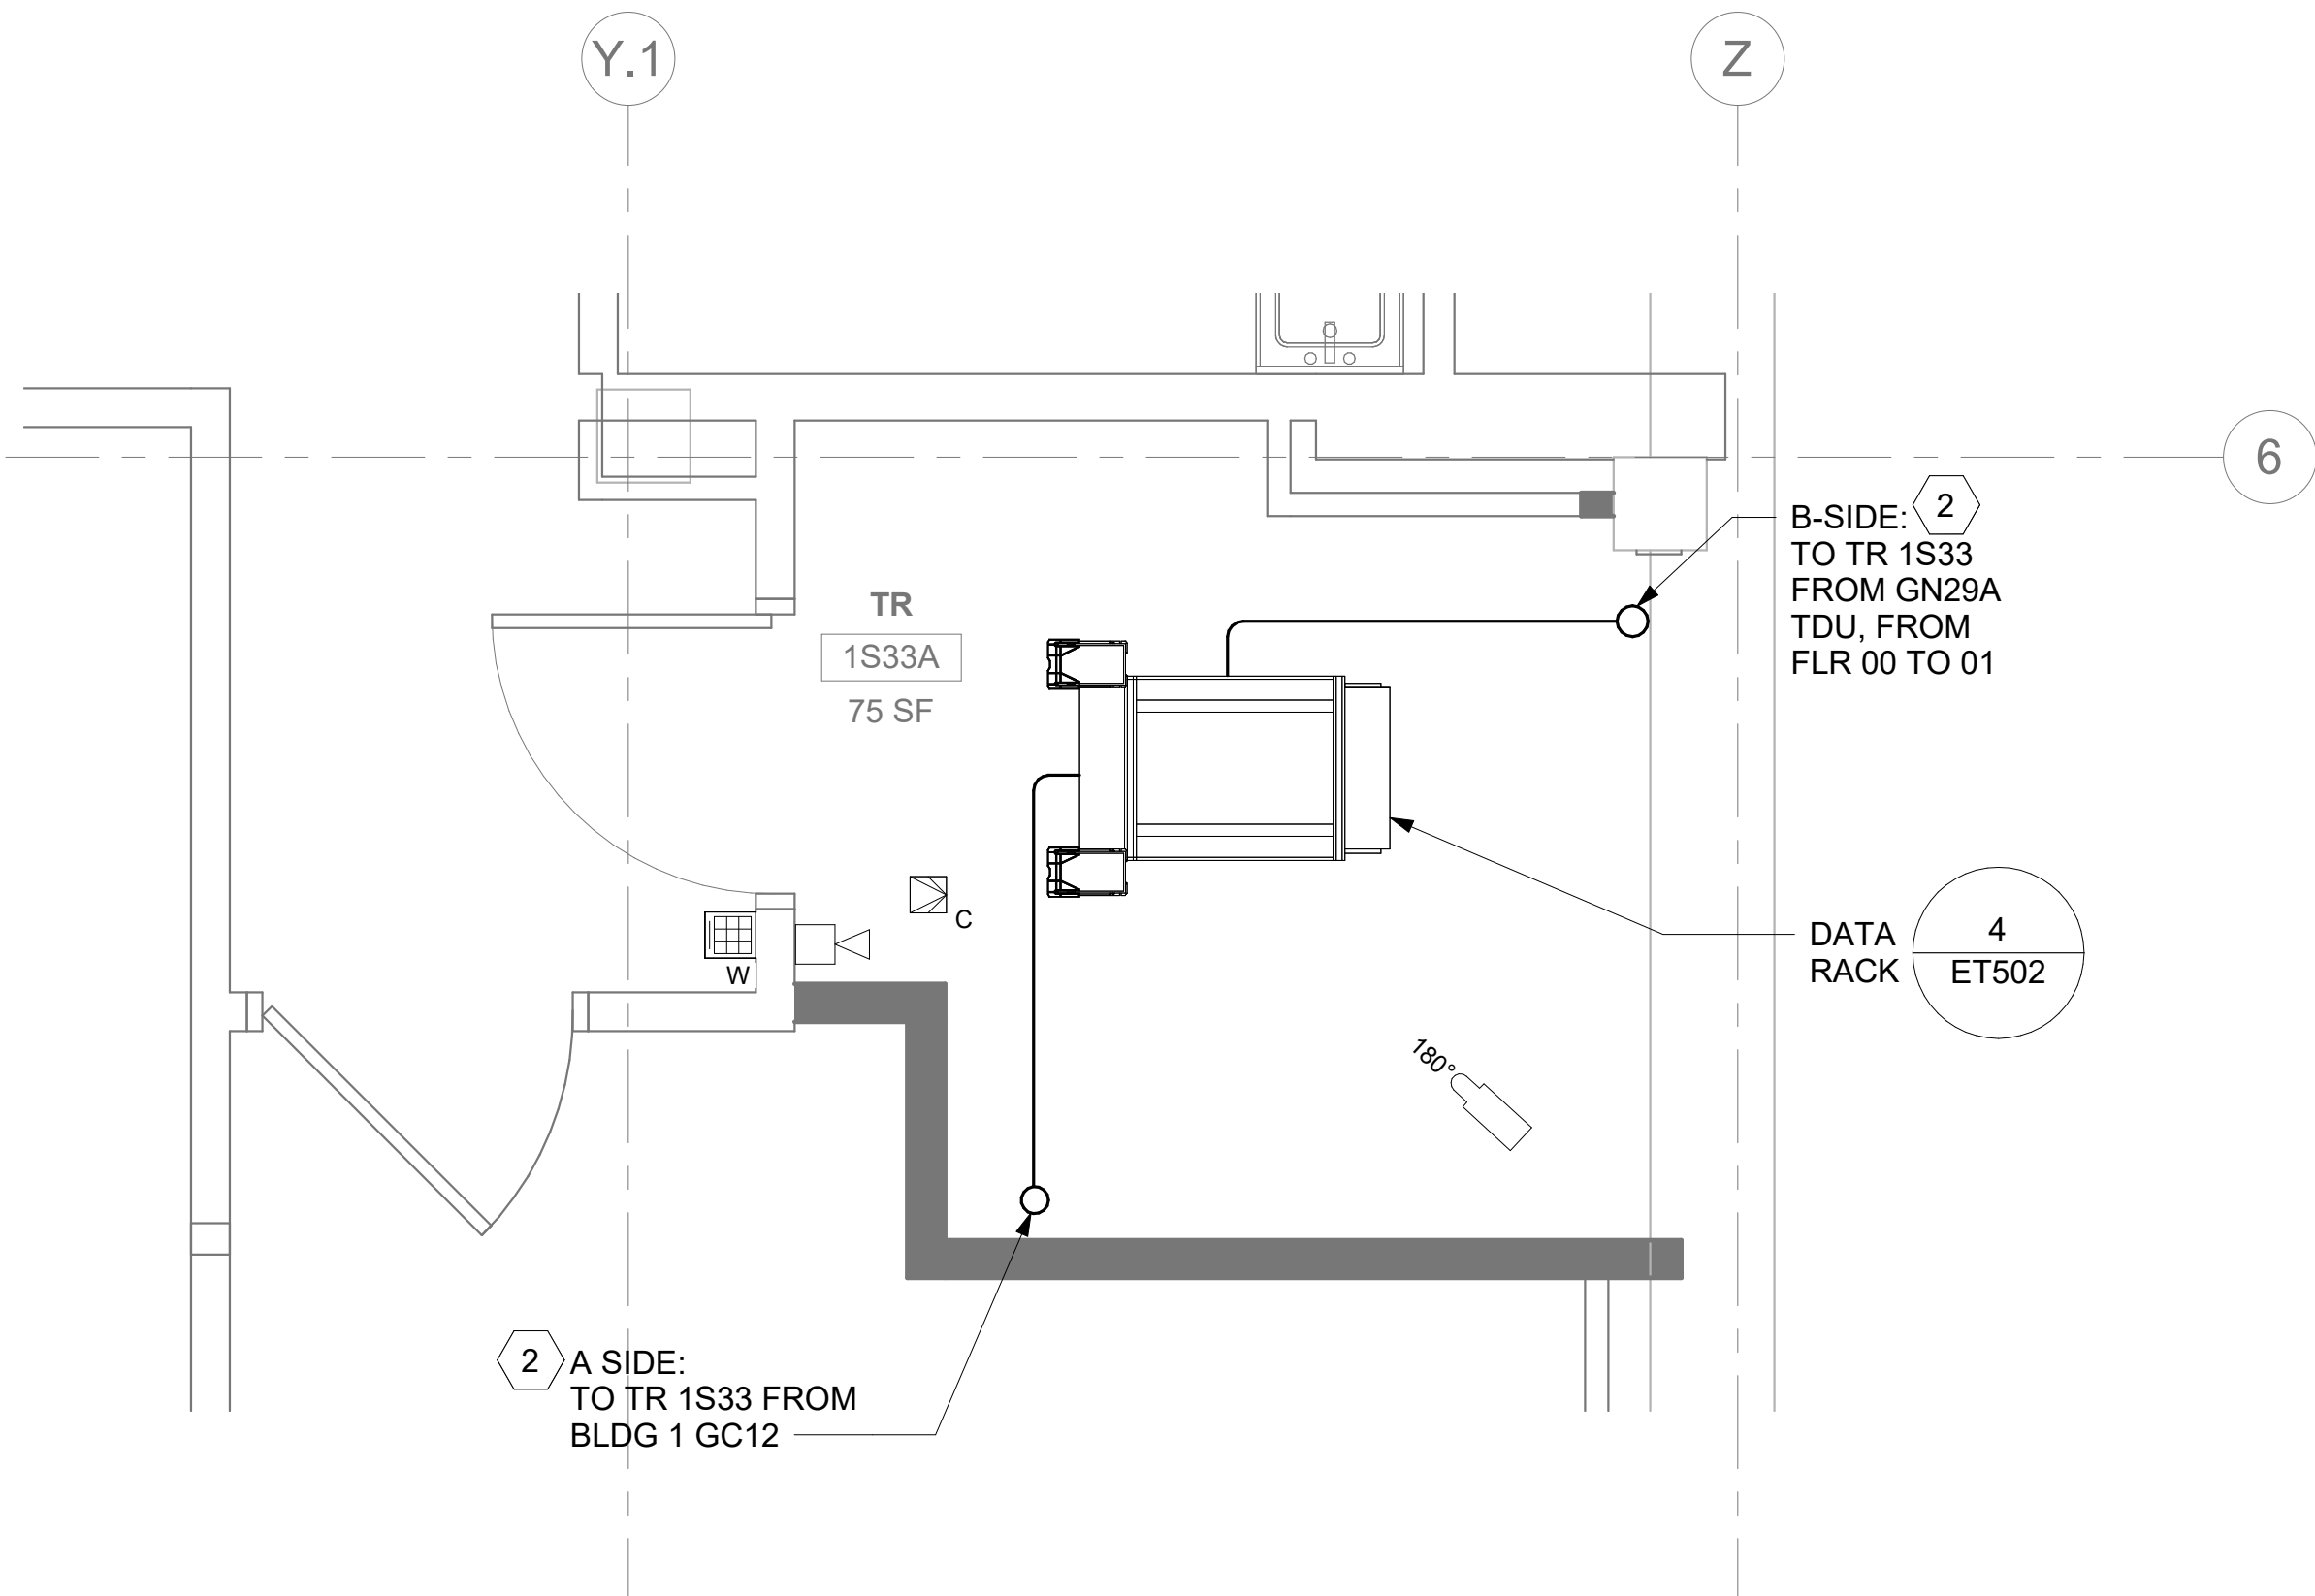 Y.1
Z
6
B-SIDE: 2
TO TR 1S33
FROM GN29A
TDU, FROM
FLR 00 TO 01
TR
1S33A
75 SF
C
W
DATA
RACK
4
ET502
180°
2 A SIDE:
TO TR 1S33 FROM
BLDG 1 GC12